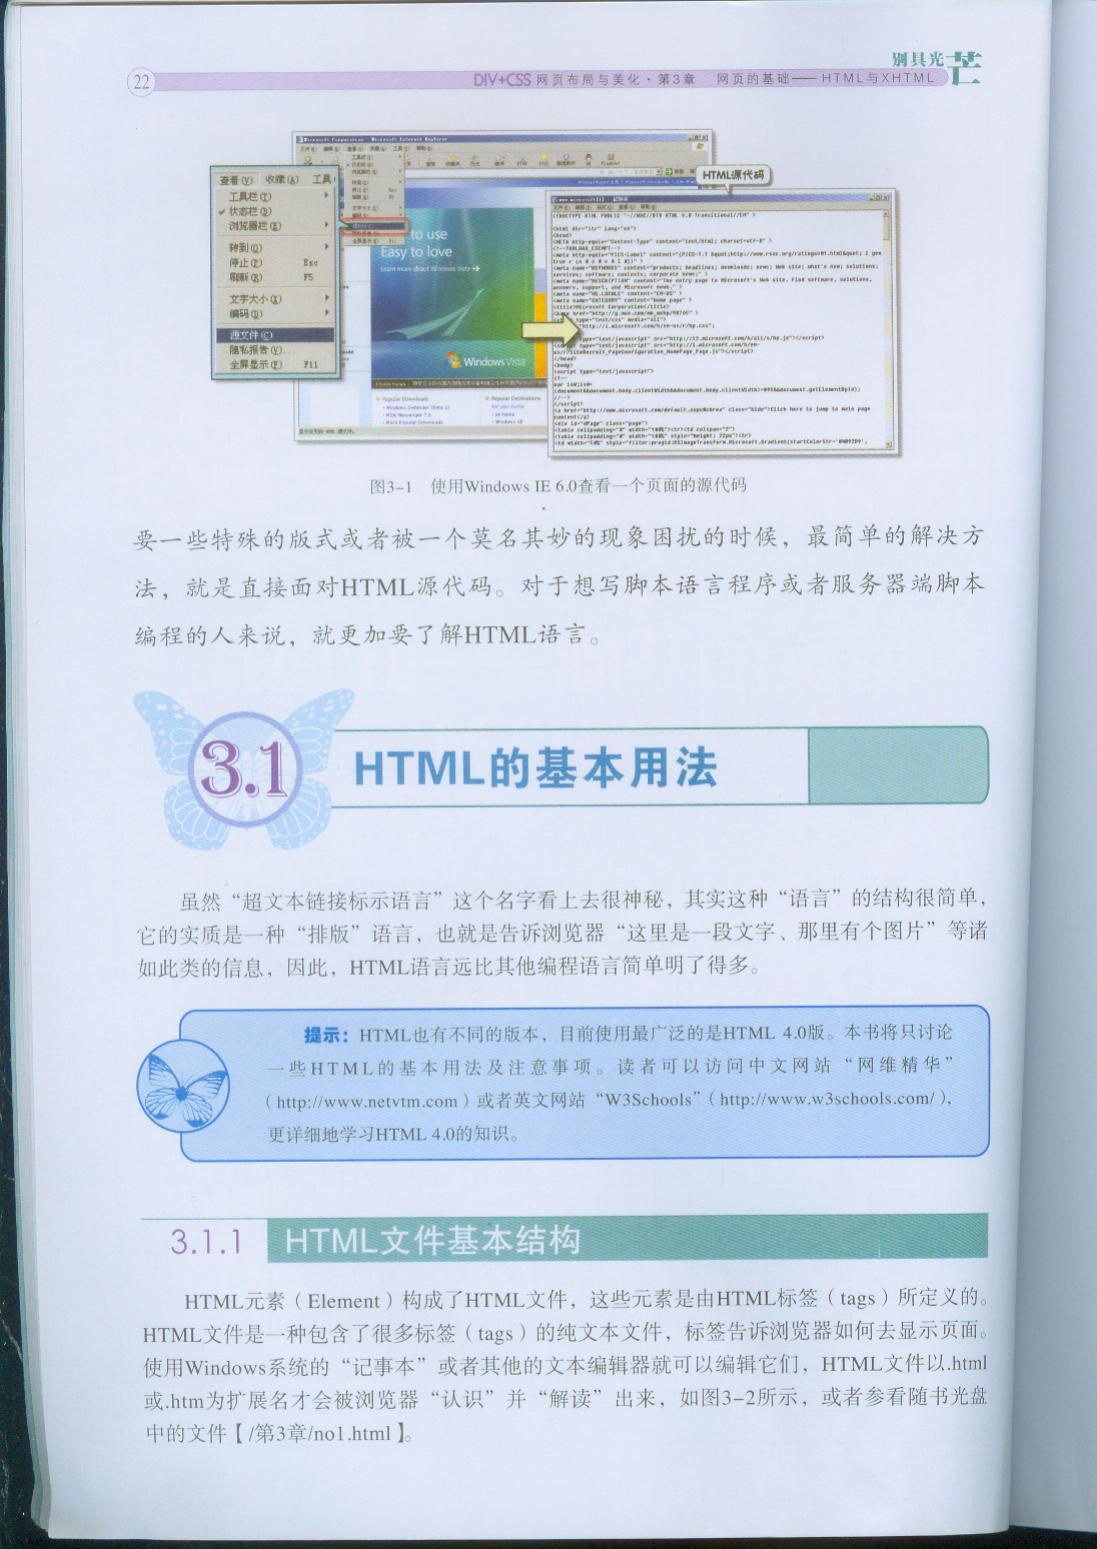 别具光芒
22
DIV+CSS 网页布局与美化·第3章 网页的基础——HTML与XHTML
查看(V) 收藏(A) 工具
工具栏(T)
状态栏(B)
浏览器栏(E)
转到(O)
停止(P) Esc
刷新(R) F5
文字大小(X)
编码(D)
源文件(C)
隐私报告(V)...
全屏显示(F) F11
to use
Easy to love
Learn more about Windows Vista
Windows Vista
Popular Downloads
Popular Destinations
HTML源代码
图3-1 使用Windows IE 6.0查看一个页面的源代码
要一些特殊的版式或者被一个莫名其妙的现象困扰的时候，最简单的解决方
法，就是直接面对HTML源代码。对于想写脚本语言程序或者服务器端脚本
编程的人来说，就更加要了解HTML语言。
3.1 HTML的基本用法
虽然“超文本链接标示语言”这个名字看上去很神秘，其实这种“语言”的结构很简单，
它的实质是一种“排版”语言，也就是告诉浏览器“这里是一段文字、那里有个图片”等诸
如此类的信息，因此，HTML语言远比其他编程语言简单明了得多。
提示：HTML也有不同的版本，目前使用最广泛的是HTML 4.0版。本书将只讨论
一些HTML的基本用法及注意事项。读者可以访问中文网站“网维精华”
（http://www.netvtm.com）或者英文网站“W3Schools”（http://www.w3schools.com/），
更详细地学习HTML 4.0的知识。
3.1.1 HTML文件基本结构
HTML元素（Element）构成了HTML文件，这些元素是由HTML标签（tags）所定义的。
HTML文件是一种包含了很多标签（tags）的纯文本文件，标签告诉浏览器如何去显示页面。
使用Windows系统的“记事本”或者其他的文本编辑器就可以编辑它们，HTML文件以.html
或.htm为扩展名才会被浏览器“认识”并“解读”出来，如图3-2所示，或者参看随书光盘
中的文件【/第3章/no1.html】。